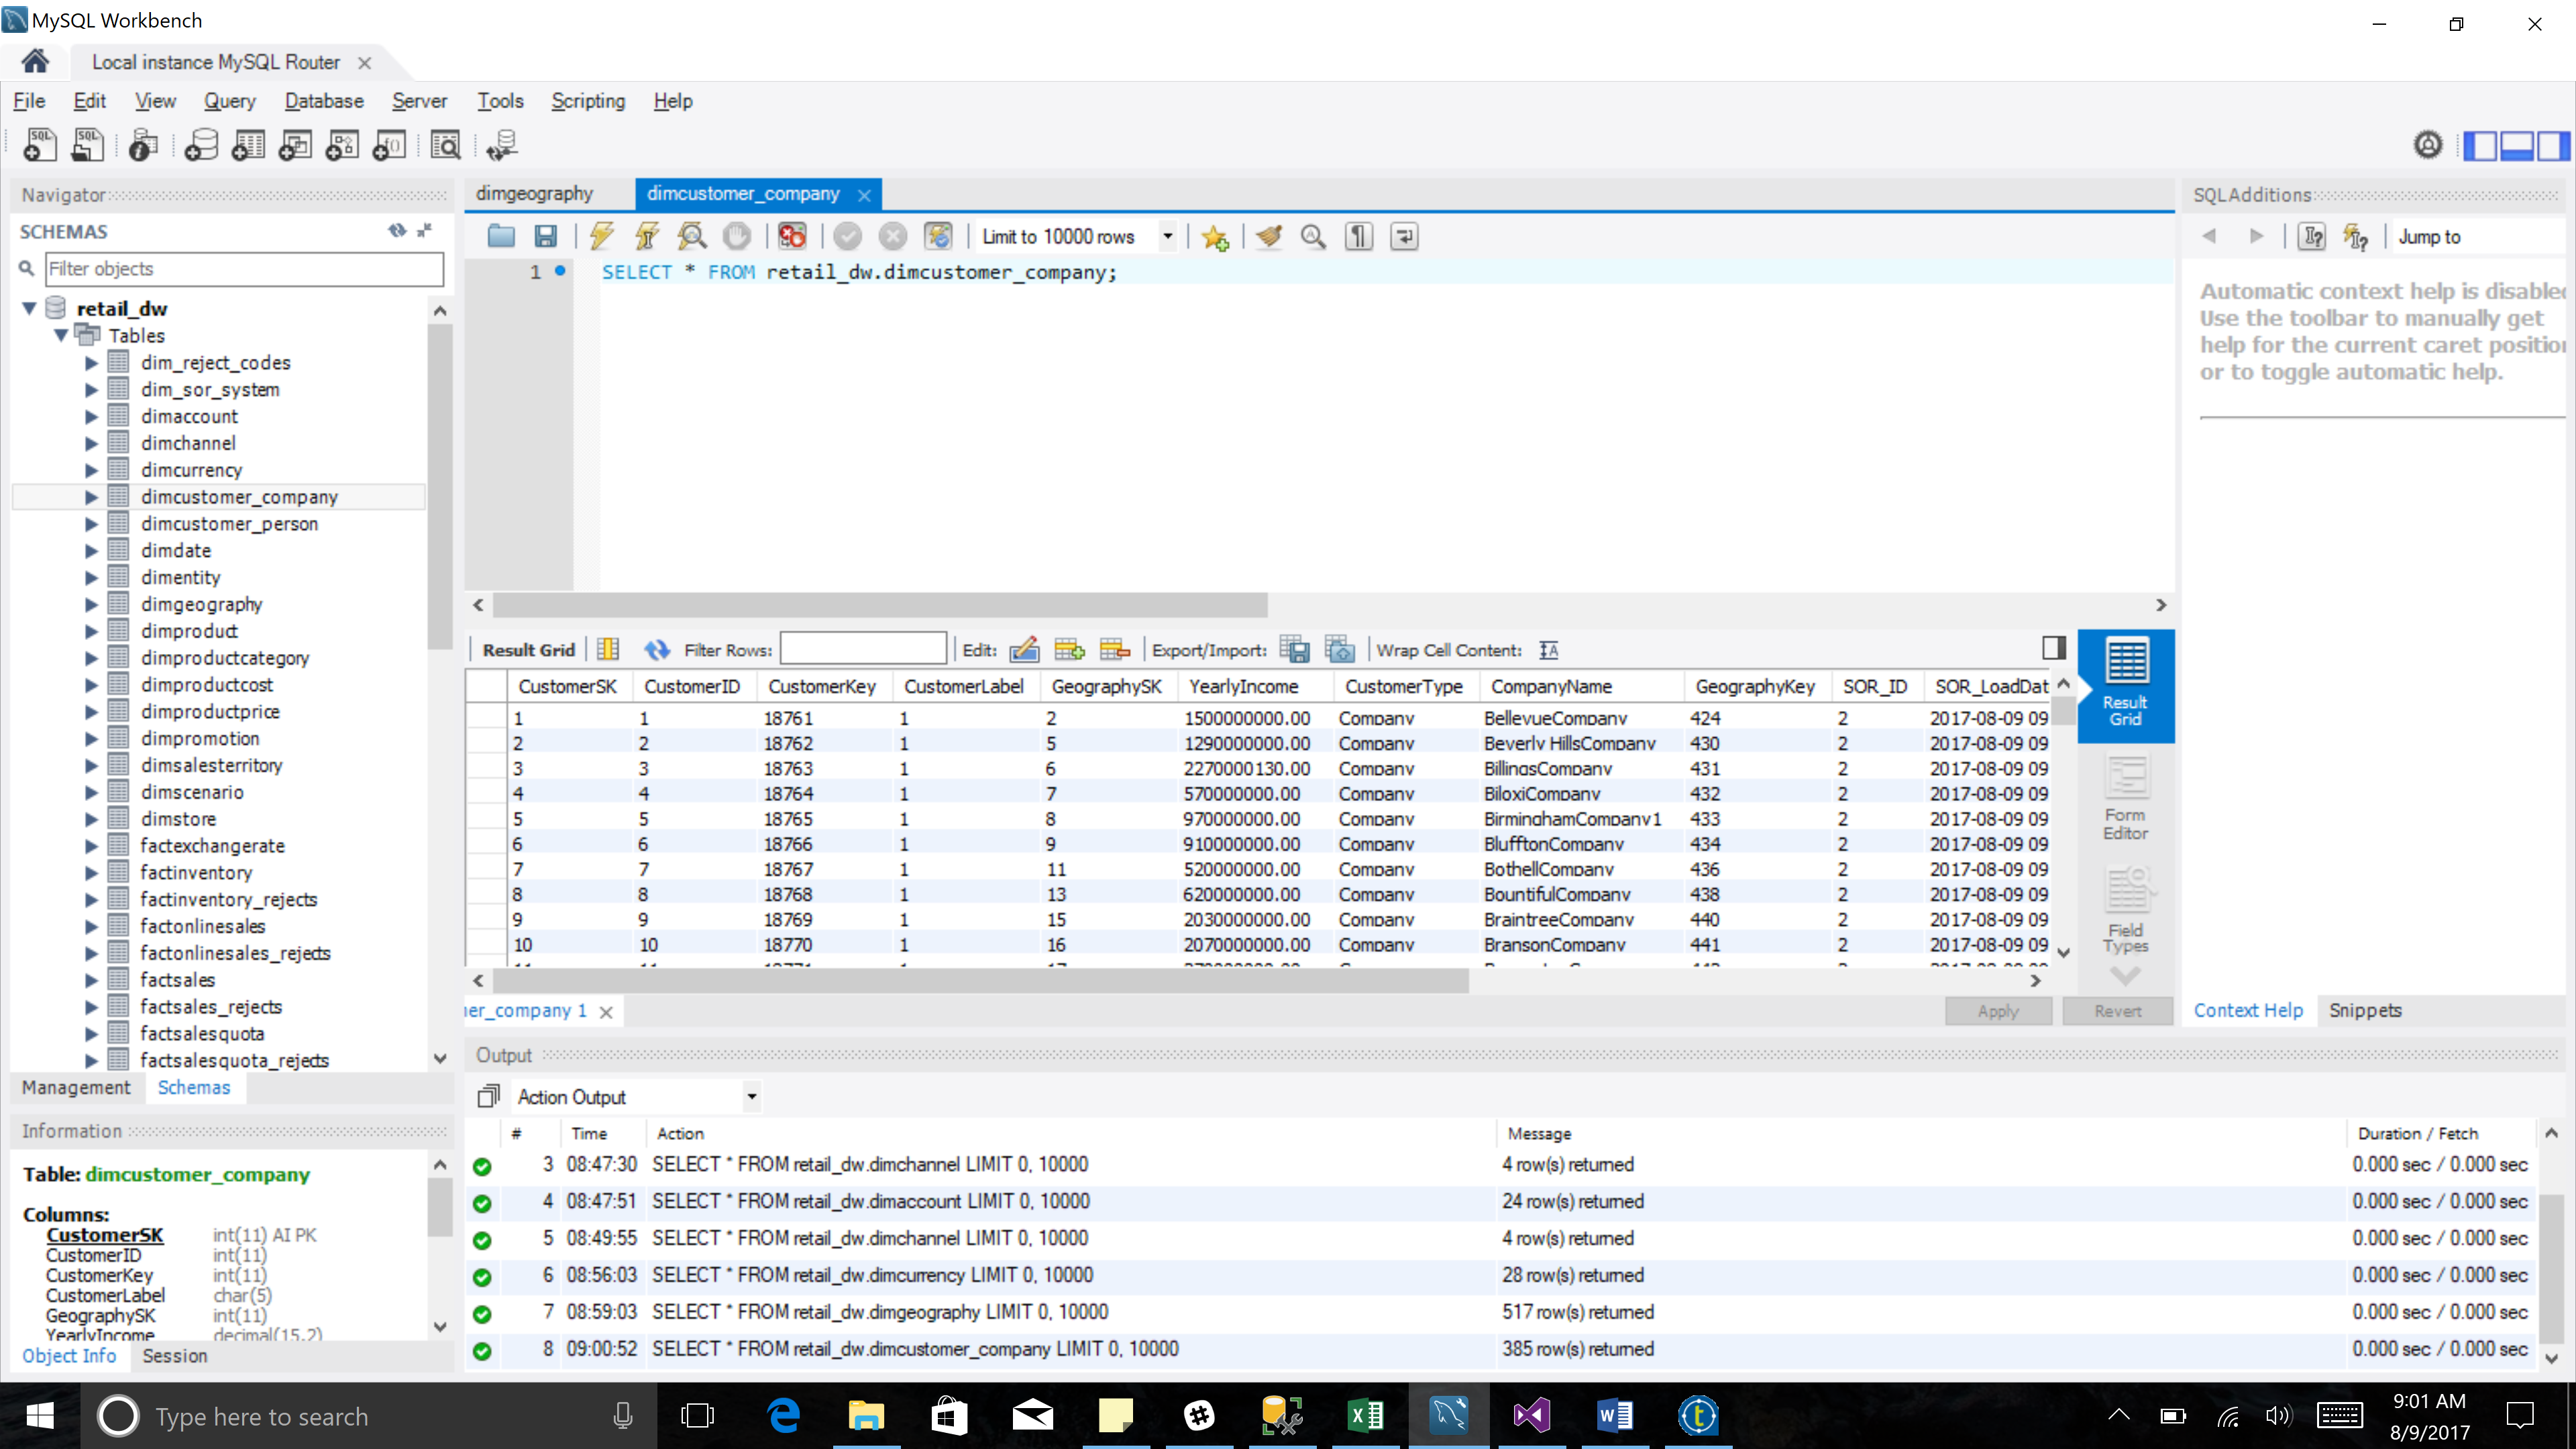 MySQL Workbench
Local instance MySQL Router
File Edit View Query Database Server Tools Scripting Help
Navigator
SCHEMAS
Filter objects
retail_dw
Tables
dim_reject_codes
dim_sor_system
dimaccount
dimchannel
dimcurrency
dimcustomer_company
dimcustomer_person
dimdate
dimentity
dimgeography
dimproduct
dimproductcategory
dimproductcost
dimproductprice
dimpromotion
dimsalesterritory
dimscenario
dimstore
factexchangerate
factinventory
factinventory_rejects
factonlinesales
factonlinesales_rejects
factsales
factsales_rejects
factsalesquota
factsalesquota_rejects
Management Schemas
Information
Table: dimcustomer_company
Columns:
CustomerSK int(11) AI PK
CustomerID int(11)
CustomerKey int(11)
CustomerLabel char(5)
GeographySK int(11)
YearlyIncome decimal(15,2)
Object Info Session
dimgeography dimcustomer_company
Limit to 10000 rows
1 SELECT * FROM retail_dw.dimcustomer_company;
Result Grid Filter Rows: Edit: Export/Import: Wrap Cell Content:
CustomerSK CustomerID CustomerKey CustomerLabel GeographySK YearlyIncome CustomerType CompanyName GeographyKey SOR_ID SOR_LoadDat
1 1 18761 1 2 1500000000.00 Company BellevueCompany 424 2 2017-08-09 09
2 2 18762 1 5 1290000000.00 Company Beverly HillsCompany 430 2 2017-08-09 09
3 3 18763 1 6 2270000130.00 Company BillingsCompany 431 2 2017-08-09 09
4 4 18764 1 7 570000000.00 Company BiloxiCompany 432 2 2017-08-09 09
5 5 18765 1 8 970000000.00 Company BirminghamCompany1 433 2 2017-08-09 09
6 6 18766 1 9 910000000.00 Company BlufftonCompany 434 2 2017-08-09 09
7 7 18767 1 11 520000000.00 Company BothellCompany 436 2 2017-08-09 09
8 8 18768 1 13 620000000.00 Company BountifulCompany 438 2 2017-08-09 09
9 9 18769 1 15 2030000000.00 Company BraintreeCompany 440 2 2017-08-09 09
10 10 18770 1 16 2070000000.00 Company BransonCompany 441 2 2017-08-09 09
Result Grid
Form Editor
Field Types
er_company 1
Apply Revert
SQLAdditions
Jump to
Automatic context help is disabled
Use the toolbar to manually get
help for the current caret position
or to toggle automatic help.
Context Help Snippets
Output
Action Output
# Time Action Message Duration / Fetch
3 08:47:30 SELECT * FROM retail_dw.dimchannel LIMIT 0, 10000 4 row(s) returned 0.000 sec / 0.000 sec
4 08:47:51 SELECT * FROM retail_dw.dimaccount LIMIT 0, 10000 24 row(s) returned 0.000 sec / 0.000 sec
5 08:49:55 SELECT * FROM retail_dw.dimchannel LIMIT 0, 10000 4 row(s) returned 0.000 sec / 0.000 sec
6 08:56:03 SELECT * FROM retail_dw.dimcurrency LIMIT 0, 10000 28 row(s) returned 0.000 sec / 0.000 sec
7 08:59:03 SELECT * FROM retail_dw.dimgeography LIMIT 0, 10000 517 row(s) returned 0.000 sec / 0.000 sec
8 09:00:52 SELECT * FROM retail_dw.dimcustomer_company LIMIT 0, 10000 385 row(s) returned 0.000 sec / 0.000 sec
Type here to search
9:01 AM
8/9/2017